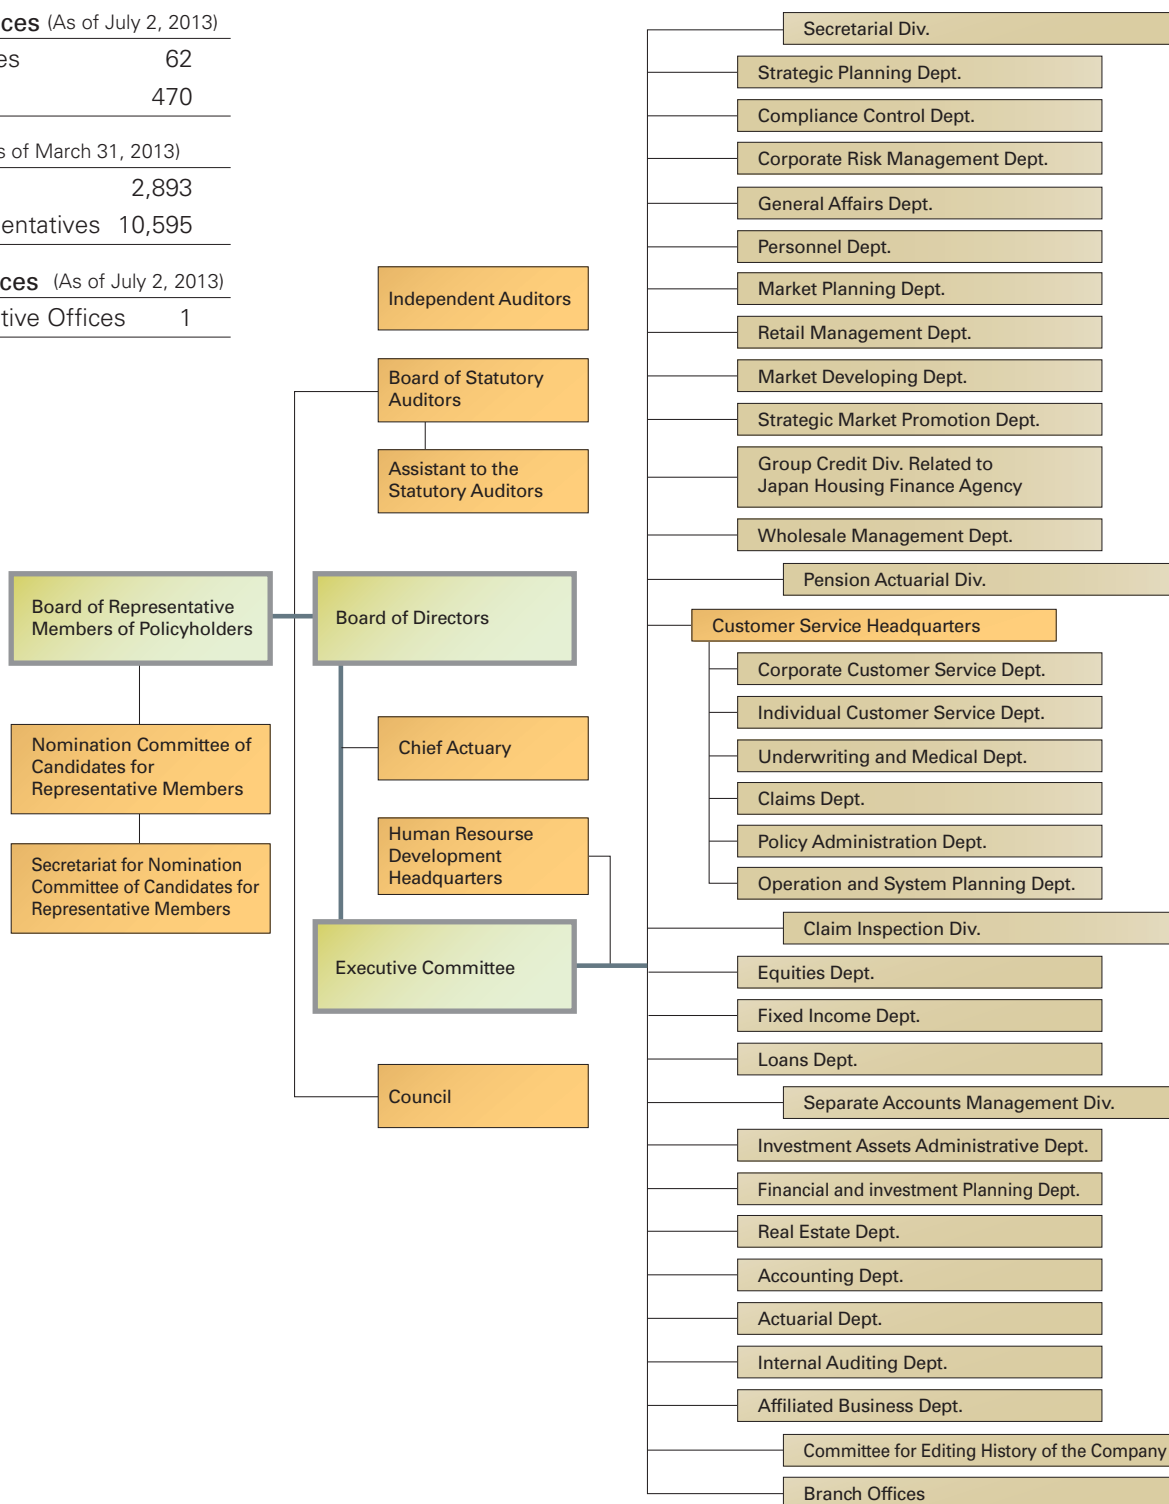 ces (As of July 2, 2013)
es 62
470
s of March 31, 2013)
2,893
entatives 10,595
ces (As of July 2, 2013)
tive Offices 1
Independent Auditors
Board of Statutory
Auditors
Assistant to the
Statutory Auditors
Board of Representative
Members of Policyholders
Board of Directors
Nomination Committee of
Candidates for
Representative Members
Secretariat for Nomination
Committee of Candidates for
Representative Members
Chief Actuary
Human Resourse
Development
Headquarters
Executive Committee
Council
Secretarial Div.
Strategic Planning Dept.
Compliance Control Dept.
Corporate Risk Management Dept.
General Affairs Dept.
Personnel Dept.
Market Planning Dept.
Retail Management Dept.
Market Developing Dept.
Strategic Market Promotion Dept.
Group Credit Div. Related to
Japan Housing Finance Agency
Wholesale Management Dept.
Pension Actuarial Div.
Customer Service Headquarters
Corporate Customer Service Dept.
Individual Customer Service Dept.
Underwriting and Medical Dept.
Claims Dept.
Policy Administration Dept.
Operation and System Planning Dept.
Claim Inspection Div.
Equities Dept.
Fixed Income Dept.
Loans Dept.
Separate Accounts Management Div.
Investment Assets Administrative Dept.
Financial and investment Planning Dept.
Real Estate Dept.
Accounting Dept.
Actuarial Dept.
Internal Auditing Dept.
Affiliated Business Dept.
Committee for Editing History of the Company
Branch Offices